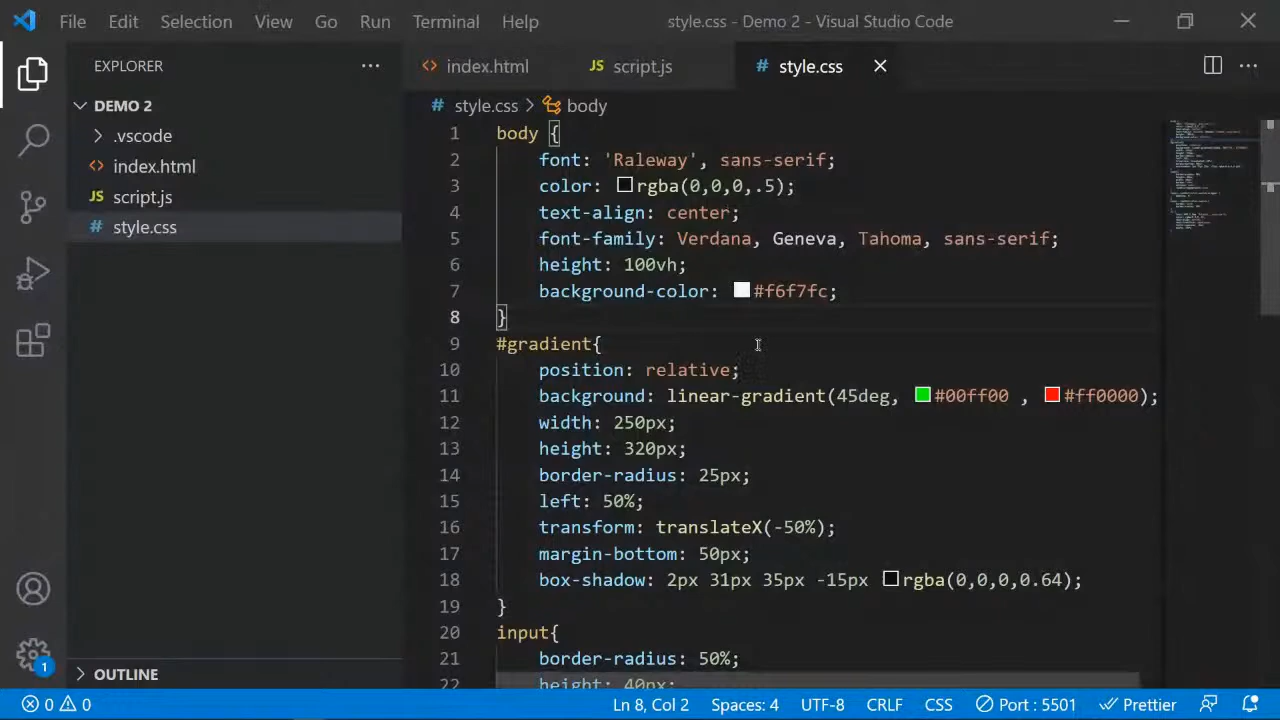 File Edit Selection View Go Run Terminal Help style.css - Demo 2 - Visual Studio Code
EXPLORER ...
<> index.html JS script.js # style.css
DEMO 2
# style.css > body
.vscode
<> index.html
JS script.js
# style.css
1 body {
2 font: 'Raleway', sans-serif;
3 color: rgba(0,0,0,.5);
4 text-align: center;
5 font-family: Verdana, Geneva, Tahoma, sans-serif;
6 height: 100vh;
7 background-color: #f6f7fc;
8 }
9 #gradient{
10 position: relative;
11 background: linear-gradient(45deg, #00ff00 , #ff0000);
12 width: 250px;
13 height: 320px;
14 border-radius: 25px;
15 left: 50%;
16 transform: translateX(-50%);
17 margin-bottom: 50px;
18 box-shadow: 2px 31px 35px -15px rgba(0,0,0,0.64);
19 }
20 input{
21 border-radius: 50%;
22 height: 40px;
1
OUTLINE
0 0 Ln 8, Col 2 Spaces: 4 UTF-8 CRLF CSS Port : 5501 Prettier